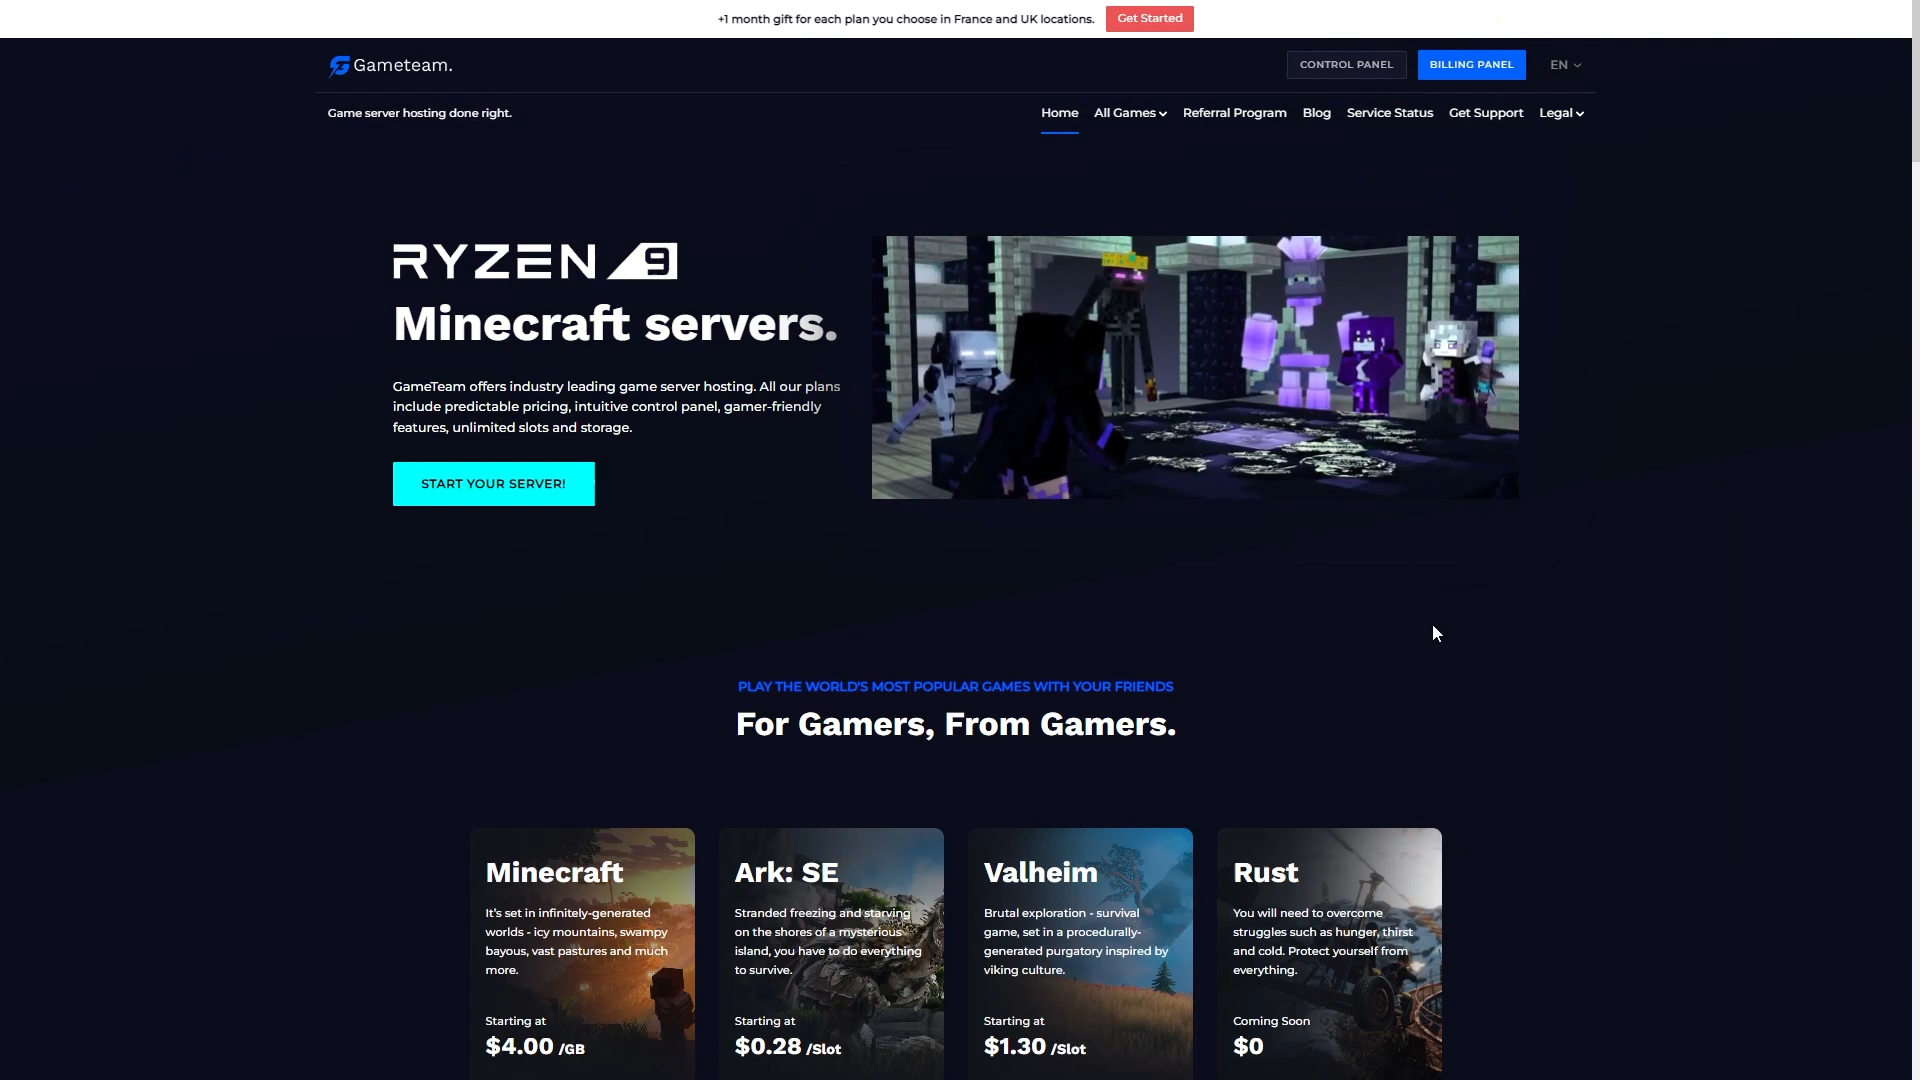 +1 month gift for each plan you choose in France and UK locations.
Get Started
Gameteam.
CONTROL PANEL
BILLING PANEL
EN
Game server hosting done right.
Home
All Games
Referral Program
Blog
Service Status
Get Support
Legal
RYZEN 9
Minecraft servers.
GameTeam offers industry leading game server hosting. All our plans
include predictable pricing, intuitive control panel, gamer-friendly
features, unlimited slots and storage.
START YOUR SERVER!
PLAY THE WORLD'S MOST POPULAR GAMES WITH YOUR FRIENDS
For Gamers, From Gamers.
Minecraft
It's set in infinitely-generated
worlds - icy mountains, swampy
bayous, vast pastures and much
more.
Starting at
$4.00 /GB
Ark: SE
Stranded freezing and starving
on the shores of a mysterious
island, you have to do everything
to survive.
Starting at
$0.28 /Slot
Valheim
Brutal exploration - survival
game, set in a procedurally-
generated purgatory inspired by
viking culture.
Starting at
$1.30 /Slot
Rust
You will need to overcome
struggles such as hunger, thirst
and cold. Protect yourself from
everything.
Coming Soon
$0